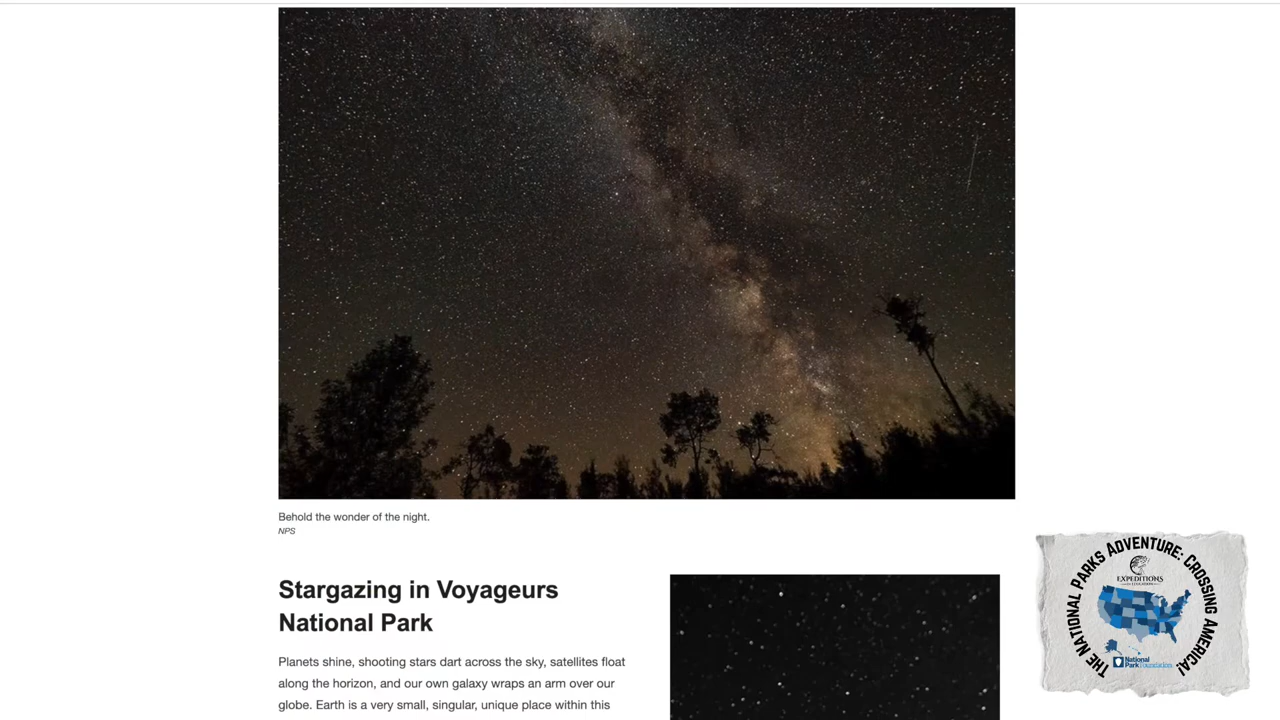 Behold the wonder of the night.
NPS
Stargazing in Voyageurs
National Park
Planets shine, shooting stars dart across the sky, satellites float
along the horizon, and our own galaxy wraps an arm over our
globe. Earth is a very small, singular, unique place within this
THE NATIONAL PARKS ADVENTURE: CROSSING AMERICA!
EXPEDITIONS
National
Park Foundation